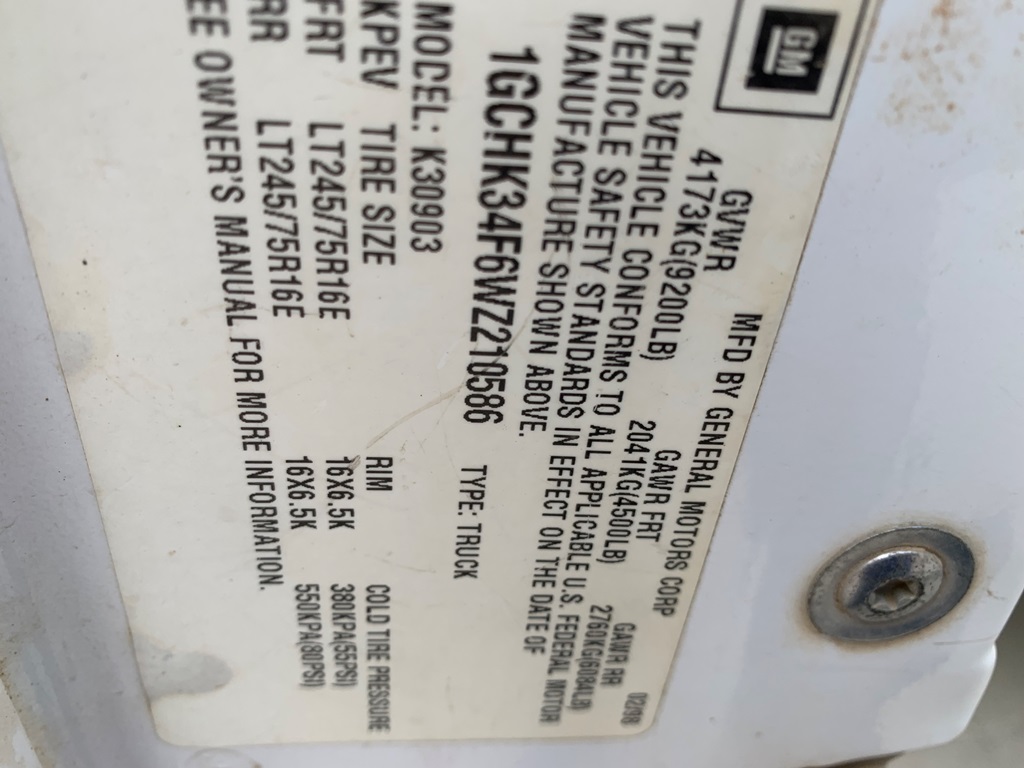 GM
MFD BY GENERAL MOTORS CORP 02/98
GVWR GAWR FRT GAWR RR
4173KG(9200LB) 2041KG(4500LB) 2760KG(6084LB)
THIS VEHICLE CONFORMS TO ALL APPLICABLE U.S. FEDERAL MOTOR
VEHICLE SAFETY STANDARDS IN EFFECT ON THE DATE OF
MANUFACTURE SHOWN ABOVE.
1GCHK34F6WZ210586 TYPE: TRUCK
MODEL: K30903
KPEV TIRE SIZE RIM COLD TIRE PRESSURE
FRT LT245/75R16E 16X6.5K 380KPA(55PSI)
RR LT245/75R16E 16X6.5K 550KPA(80PSI)
EE OWNER'S MANUAL FOR MORE INFORMATION.